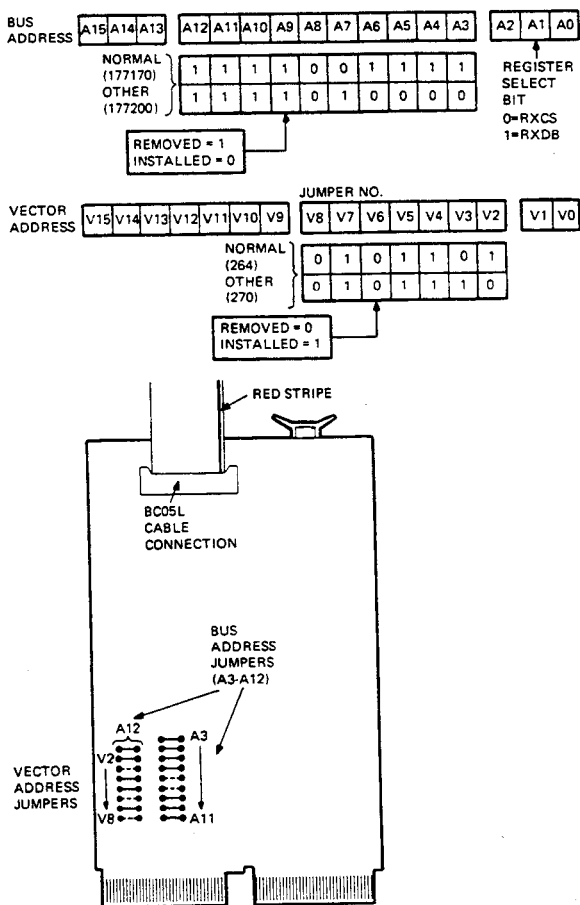 BUS ADDRESS A15 A14 A13 A12 A11 A10 A9 A8 A7 A6 A5 A4 A3 A2 A1 A0
NORMAL (177170) 1 1 1 1 0 0 1 1 1 1
OTHER (177200) 1 1 1 1 0 1 0 0 0 0
REGISTER
SELECT
BIT
0=RXCS
1=RXDB
REMOVED = 1
INSTALLED = 0
JUMPER NO.
VECTOR ADDRESS V15 V14 V13 V12 V11 V10 V9 V8 V7 V6 V5 V4 V3 V2 V1 V0
NORMAL (264) 0 1 0 1 1 0 1
OTHER (270) 0 1 0 1 1 1 0
REMOVED = 0
INSTALLED = 1
RED STRIPE
BC05L
CABLE
CONNECTION
BUS
ADDRESS
JUMPERS
(A3-A12)
A12
A3
V2
VECTOR
ADDRESS
JUMPERS
V8
A11